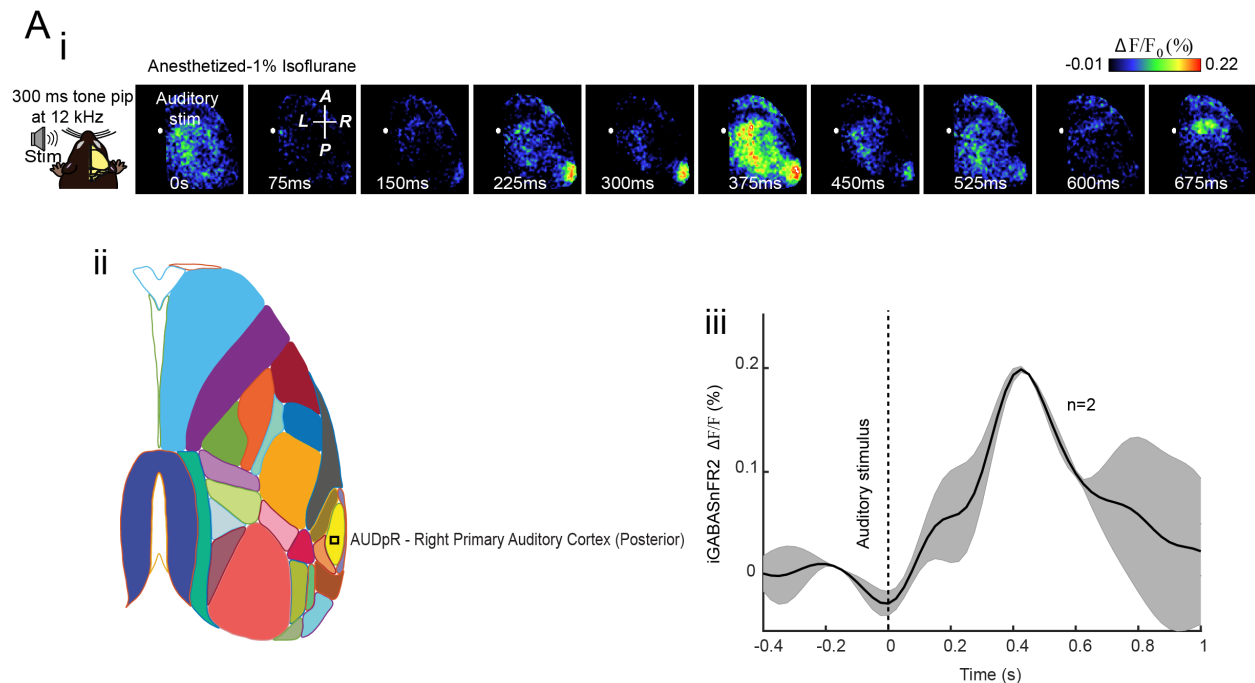 A
i
Anesthetized-1% Isoflurane
ΔF/F0 (%)
-0.01 0.22
300 ms tone pip
at 12 kHz
Stim
Auditory
stim
A
L R
P
0s 75ms 150ms 225ms 300ms 375ms 450ms 525ms 600ms 675ms
ii
AUDpR - Right Primary Auditory Cortex (Posterior)
iii
iGABASnFR2 ΔF/F (%)
0.2
0.1
0
Auditory stimulus
n=2
-0.4 -0.2 0 0.2 0.4 0.6 0.8 1
Time (s)